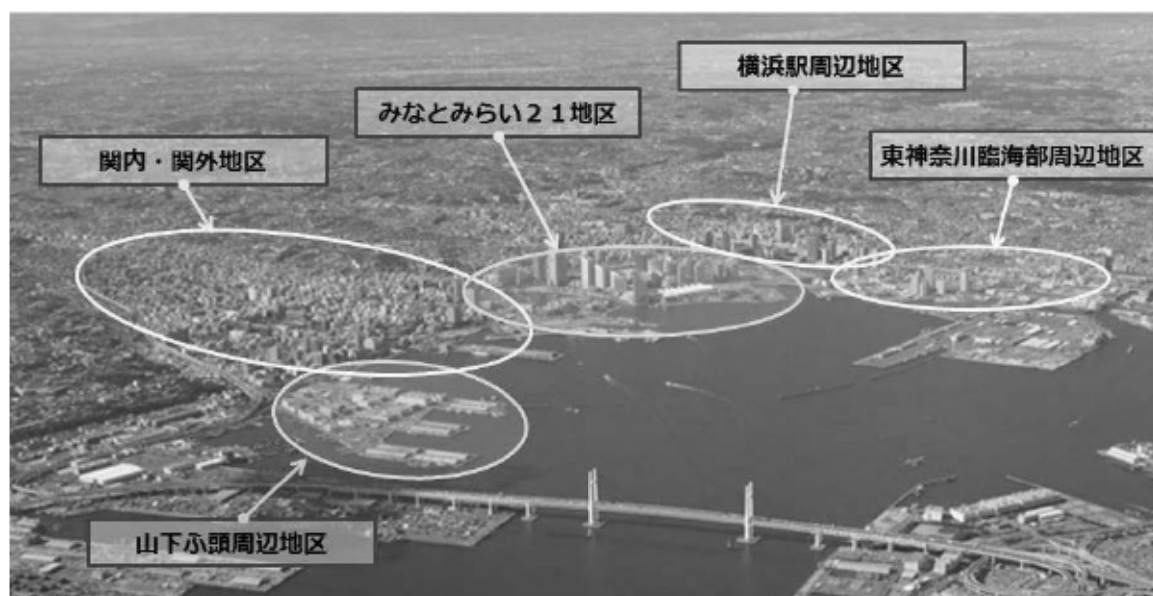 横浜駅周辺地区
みなとみらい２１地区
関内・関外地区
東神奈川臨海部周辺地区
山下ふ頭周辺地区